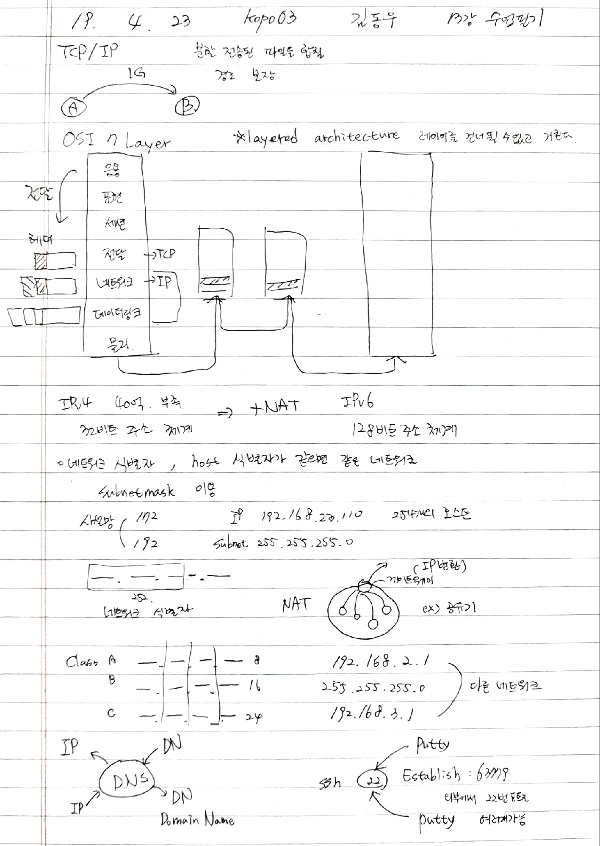 19. 4. 23 kopo03 김동우 13강 수업필기
TCP/IP 분할 전송된 파일을 합침
1G 경로 보장
A B
OSI 7 Layer *layered architecture 레이어를 건너뛸 수 없고 거친다.
응용
전달 표현
세션
헤더 전달 →TCP
네트워크 →IP
데이터링크
물리
IPv4 40억. 부족 ⇒ +NAT IPv6
32비트 주소 체계 128비트 주소 체계
◦네트워크 식별자, host 식별자가 같으면 같은 네트워크
subnetmask 이용
사설망 172 IP 192.168.23.110 254개의 호스트
192 subnet 255.255.255.0
252
네트워크 식별자
NAT 게이트웨이 (IP변환)
ex) 공유기
Class A 8 192.168.2.1
B 16 255.255.255.0 다른 네트워크
C 24 192.168.3.1
IP DN
DNS
IP DN
Domain Name
putty
ssh 22 Establish :
22번 포트로
putty 여러개가능